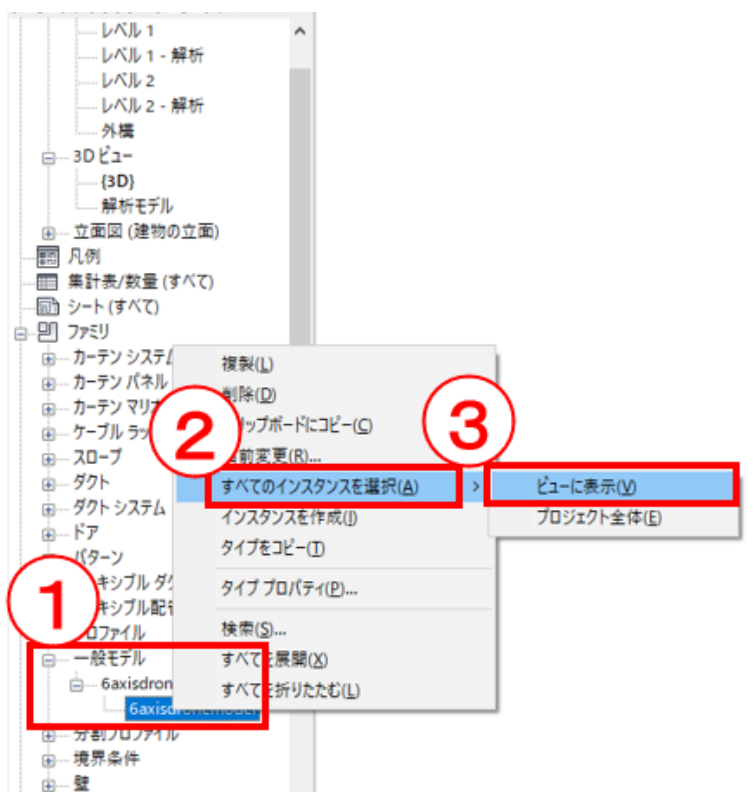 レベル 1
レベル 1 - 解析
レベル 2
レベル 2 - 解析
外構
3D ビュー
{3D}
解析モデル
立面図 (建物の立面)
凡例
集計表/数量 (すべて)
シート (すべて)
ファミリ
カーテン システム
カーテン パネル
カーテン マリオ
ケーブル ラッ
スロープ
ダクト
ダクト システム
ドア
パターン
キシブル ダク
キシブル配
ロファイル
一般モデル
6axisdron
6axisdronemodel
分割プロファイル
境界条件
壁
複製(L)
削除(D)
リップボードにコピー(C)
前変更(R)...
すべてのインスタンスを選択(A)
インスタンスを作成(I)
タイプをコピー(T)
タイプ プロパティ(P)...
検索(S)...
すべてを展開(X)
すべてを折りたたむ(L)
ビューに表示(V)
プロジェクト全体(E)
1
2
3